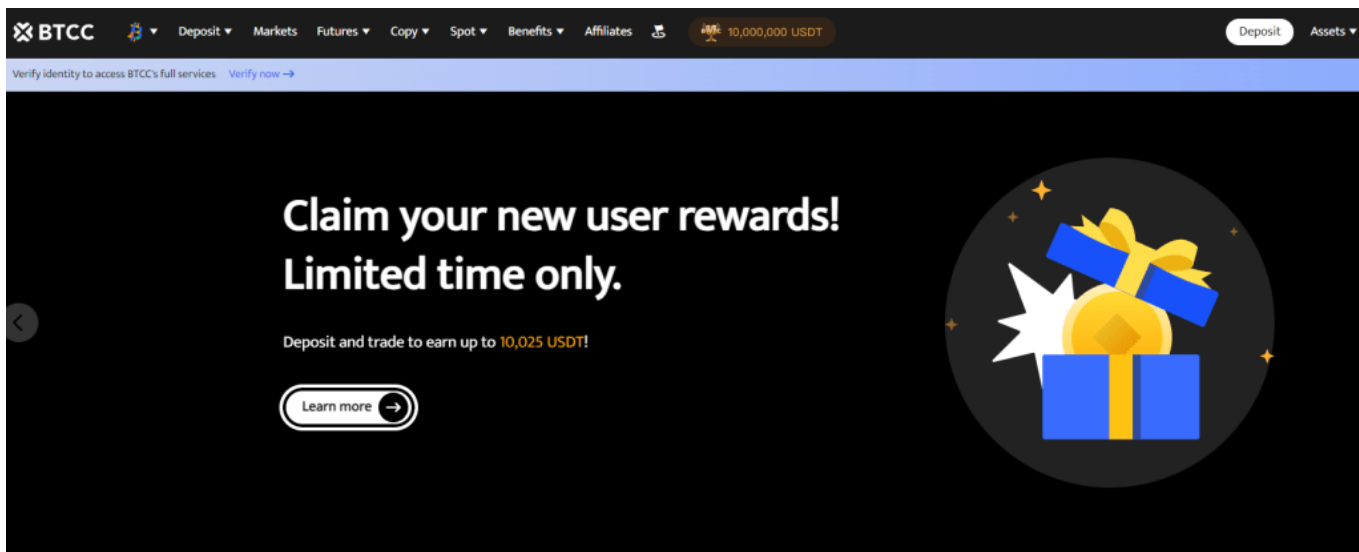 BTCC Deposit Markets Futures Copy Spot Benefits Affiliates 10,000,000 USDT Deposit Assets
Verify identity to access BTCC's full services Verify now →
Claim your new user rewards!
Limited time only.
Deposit and trade to earn up to 10,025 USDT!
Learn more